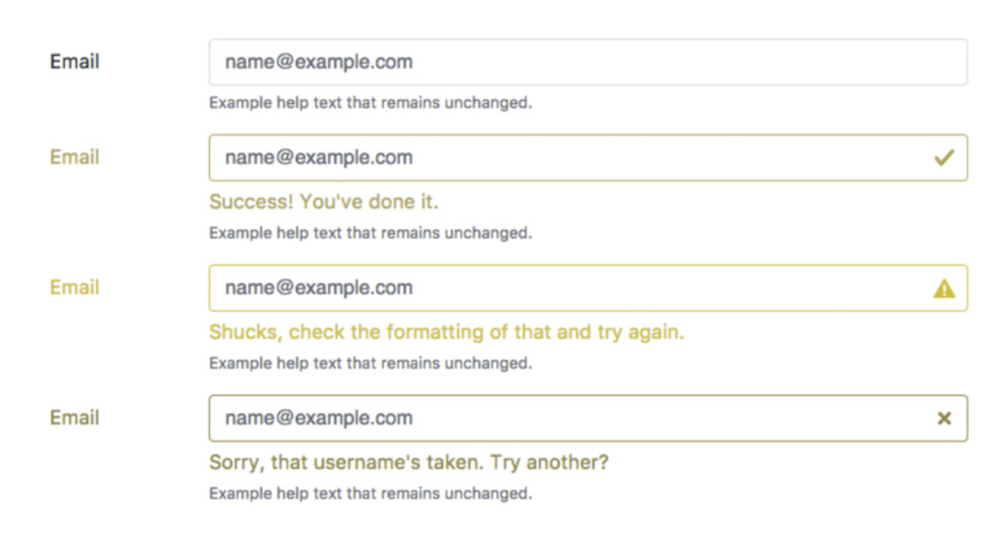 Email
name@example.com
Example help text that remains unchanged.
Email
name@example.com
Success! You've done it.
Example help text that remains unchanged.
Email
name@example.com
Shucks, check the formatting of that and try again.
Example help text that remains unchanged.
Email
name@example.com
Sorry, that username's taken. Try another?
Example help text that remains unchanged.